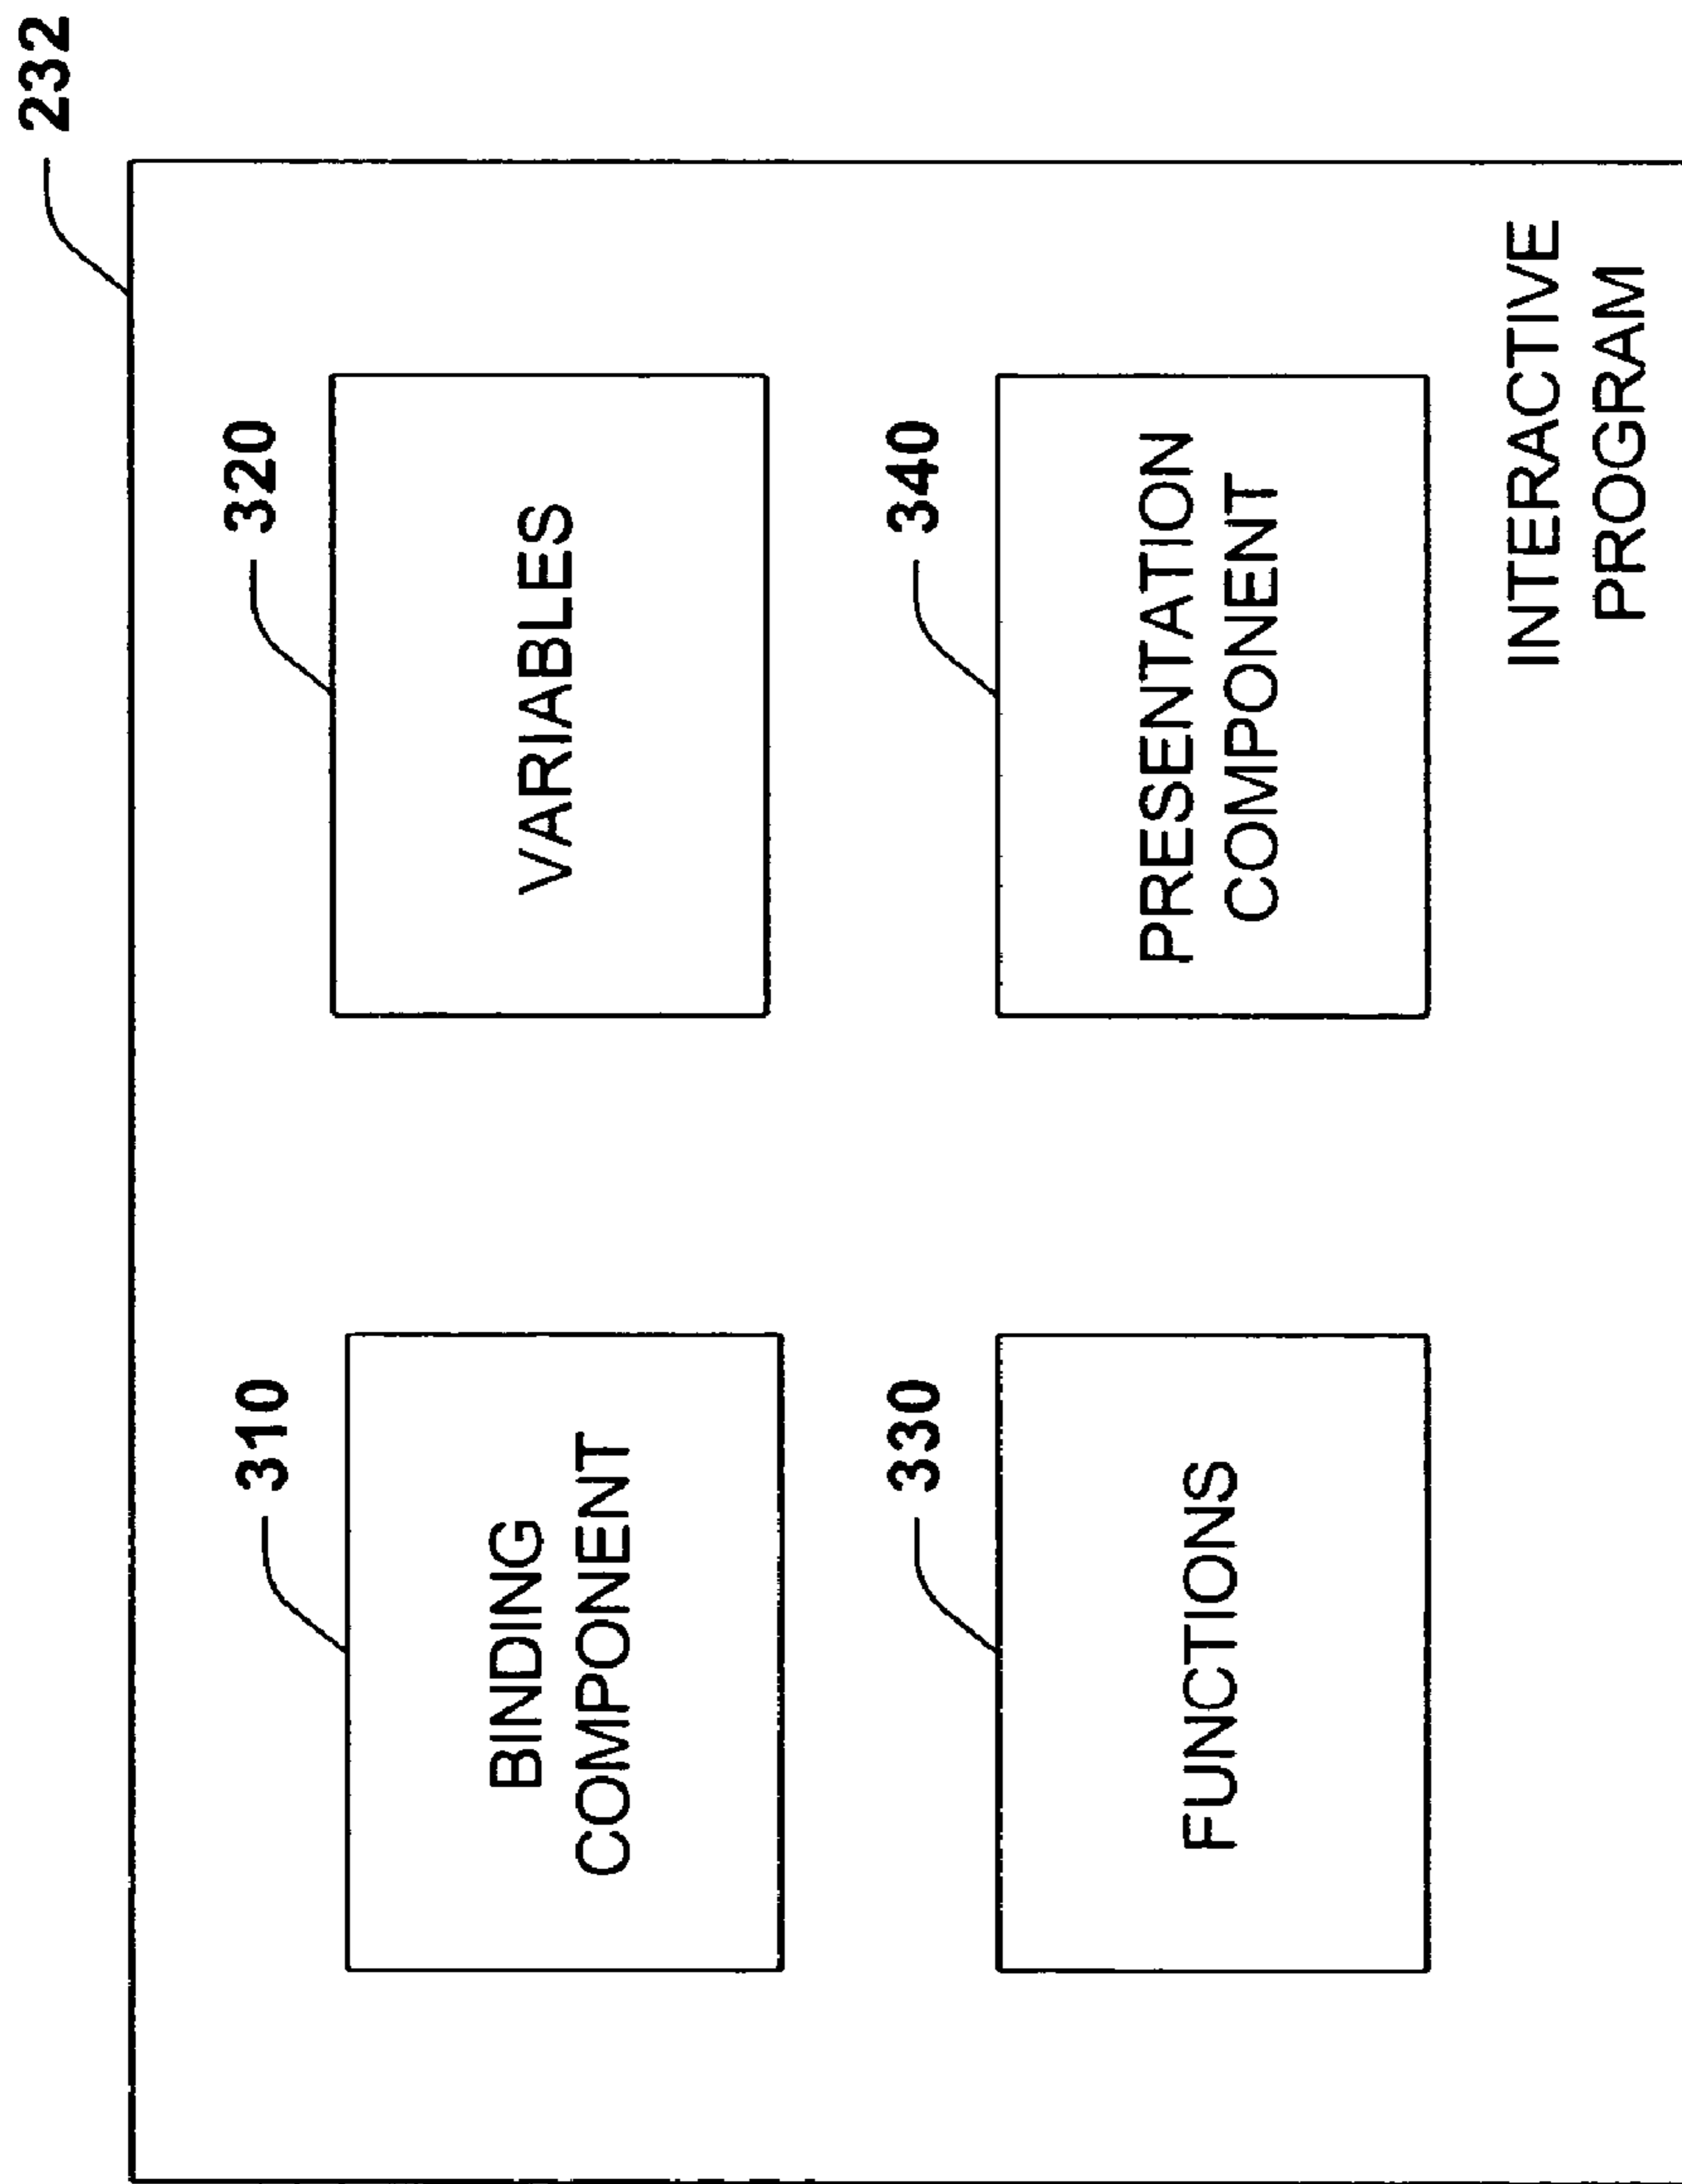 232
310
BINDING
COMPONENT
320
VARIABLES
330
FUNCTIONS
340
PRESENTATION
COMPONENT
INTERACTIVE
PROGRAM